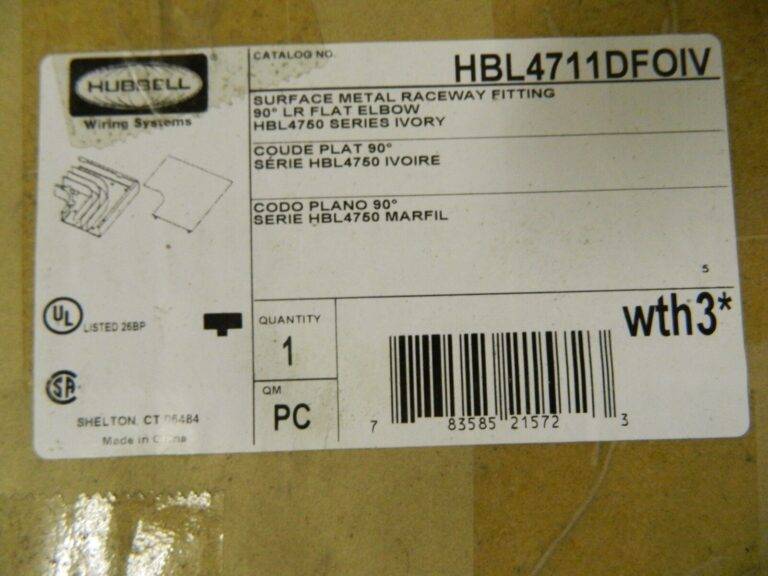 HUBBELL
Wiring Systems
CATALOG NO.
HBL4711DFOIV
SURFACE METAL RACEWAY FITTING
90° LR FLAT ELBOW
HBL4750 SERIES IVORY
COUDE PLAT 90°
SÉRIE HBL4750 IVOIRE
CODO PLANO 90°
SERIE HBL4750 MARFIL
5
UL
LISTED 26BP
SA
SHELTON, CT 06484
Made in China
QUANTITY
1
QM
PC
wth3*
7 83585 21572 3